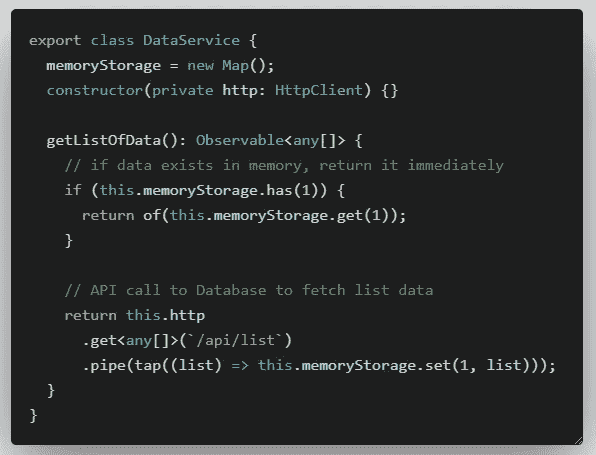 export class DataService {
memoryStorage = new Map();
constructor(private http: HttpClient) {}
getListOfData(): Observable<any[]> {
// if data exists in memory, return it immediately
if (this.memoryStorage.has(1)) {
return of(this.memoryStorage.get(1));
}
// API call to Database to fetch list data
return this.http
.get<any[]>(`/api/list`)
.pipe(tap((list) => this.memoryStorage.set(1, list)));
}
}